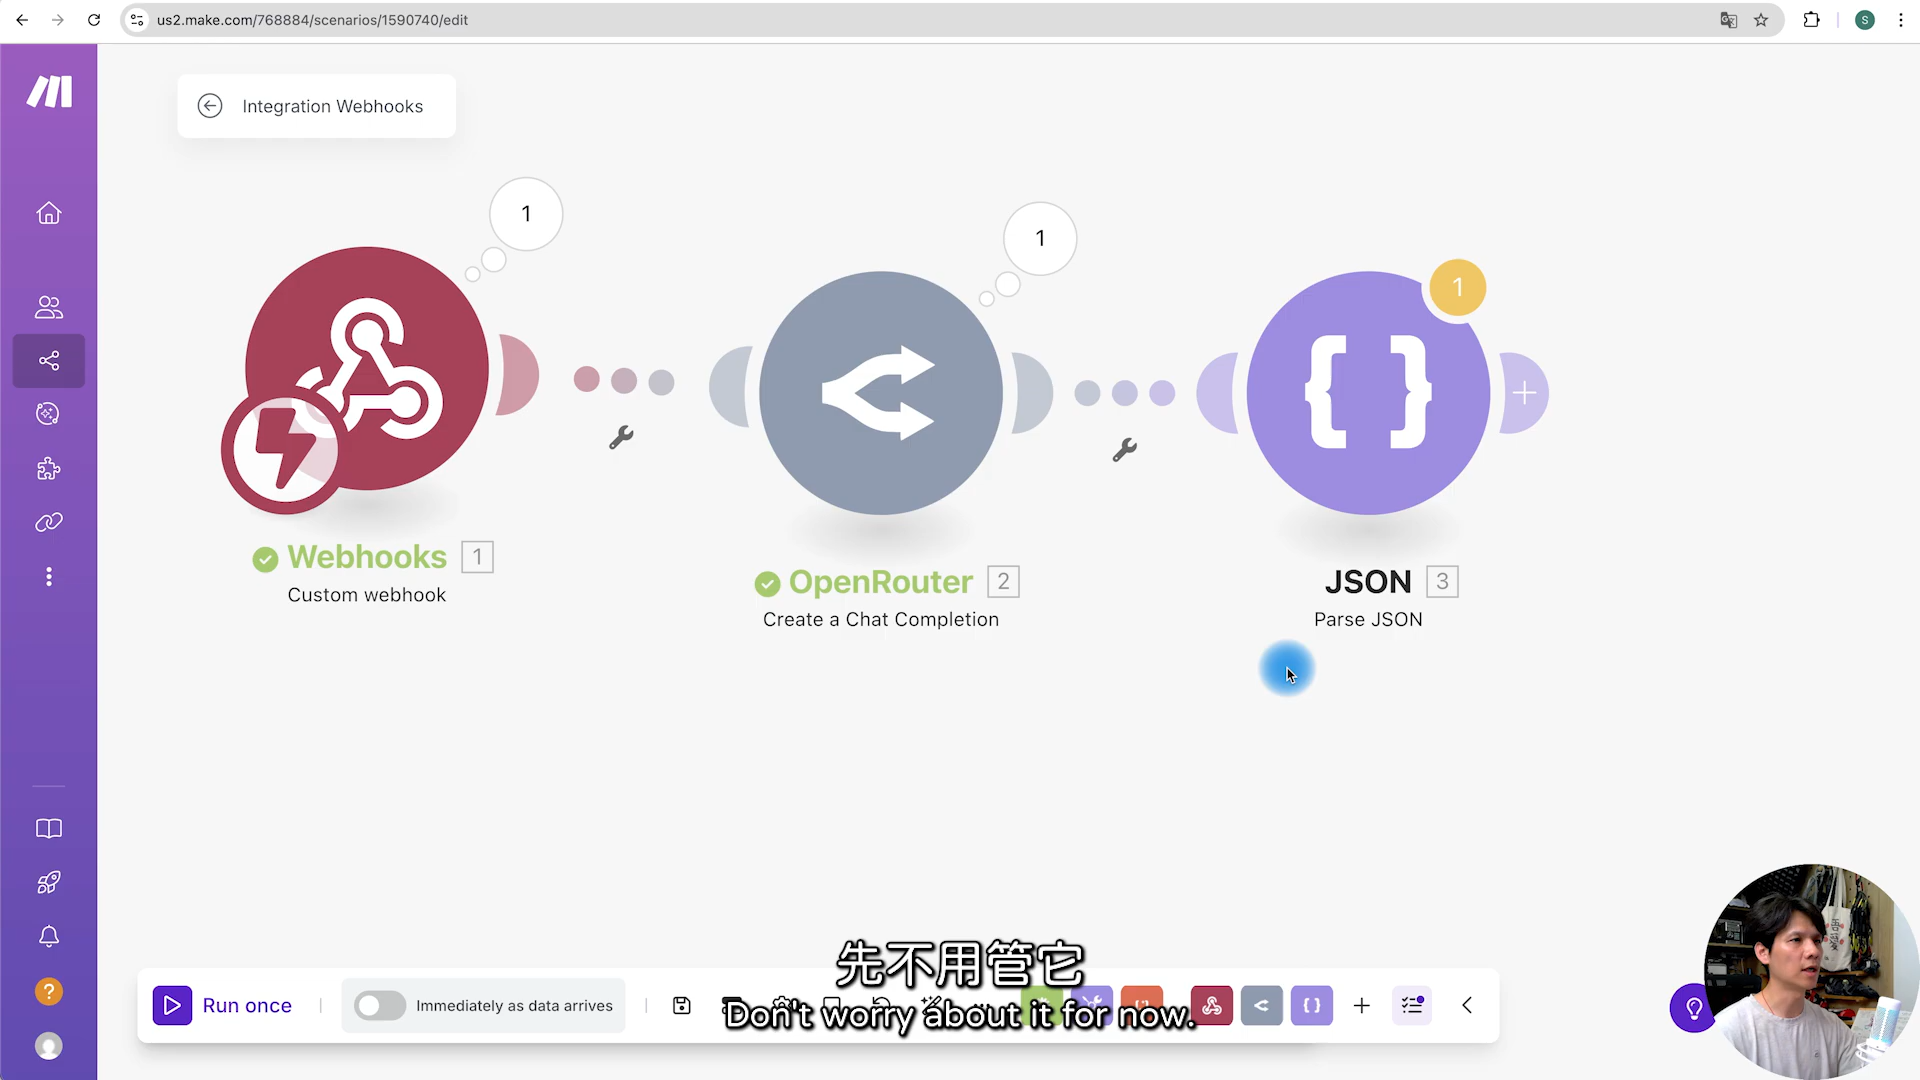 us2.make.com/768884/scenarios/1590740/edit
S
Integration Webhooks
1
1
1
Webhooks 1
Custom webhook
OpenRouter 2
Create a Chat Completion
JSON 3
Parse JSON
先不用管它
Don't worry about it for now.
Run once
Immediately as data arrives
?